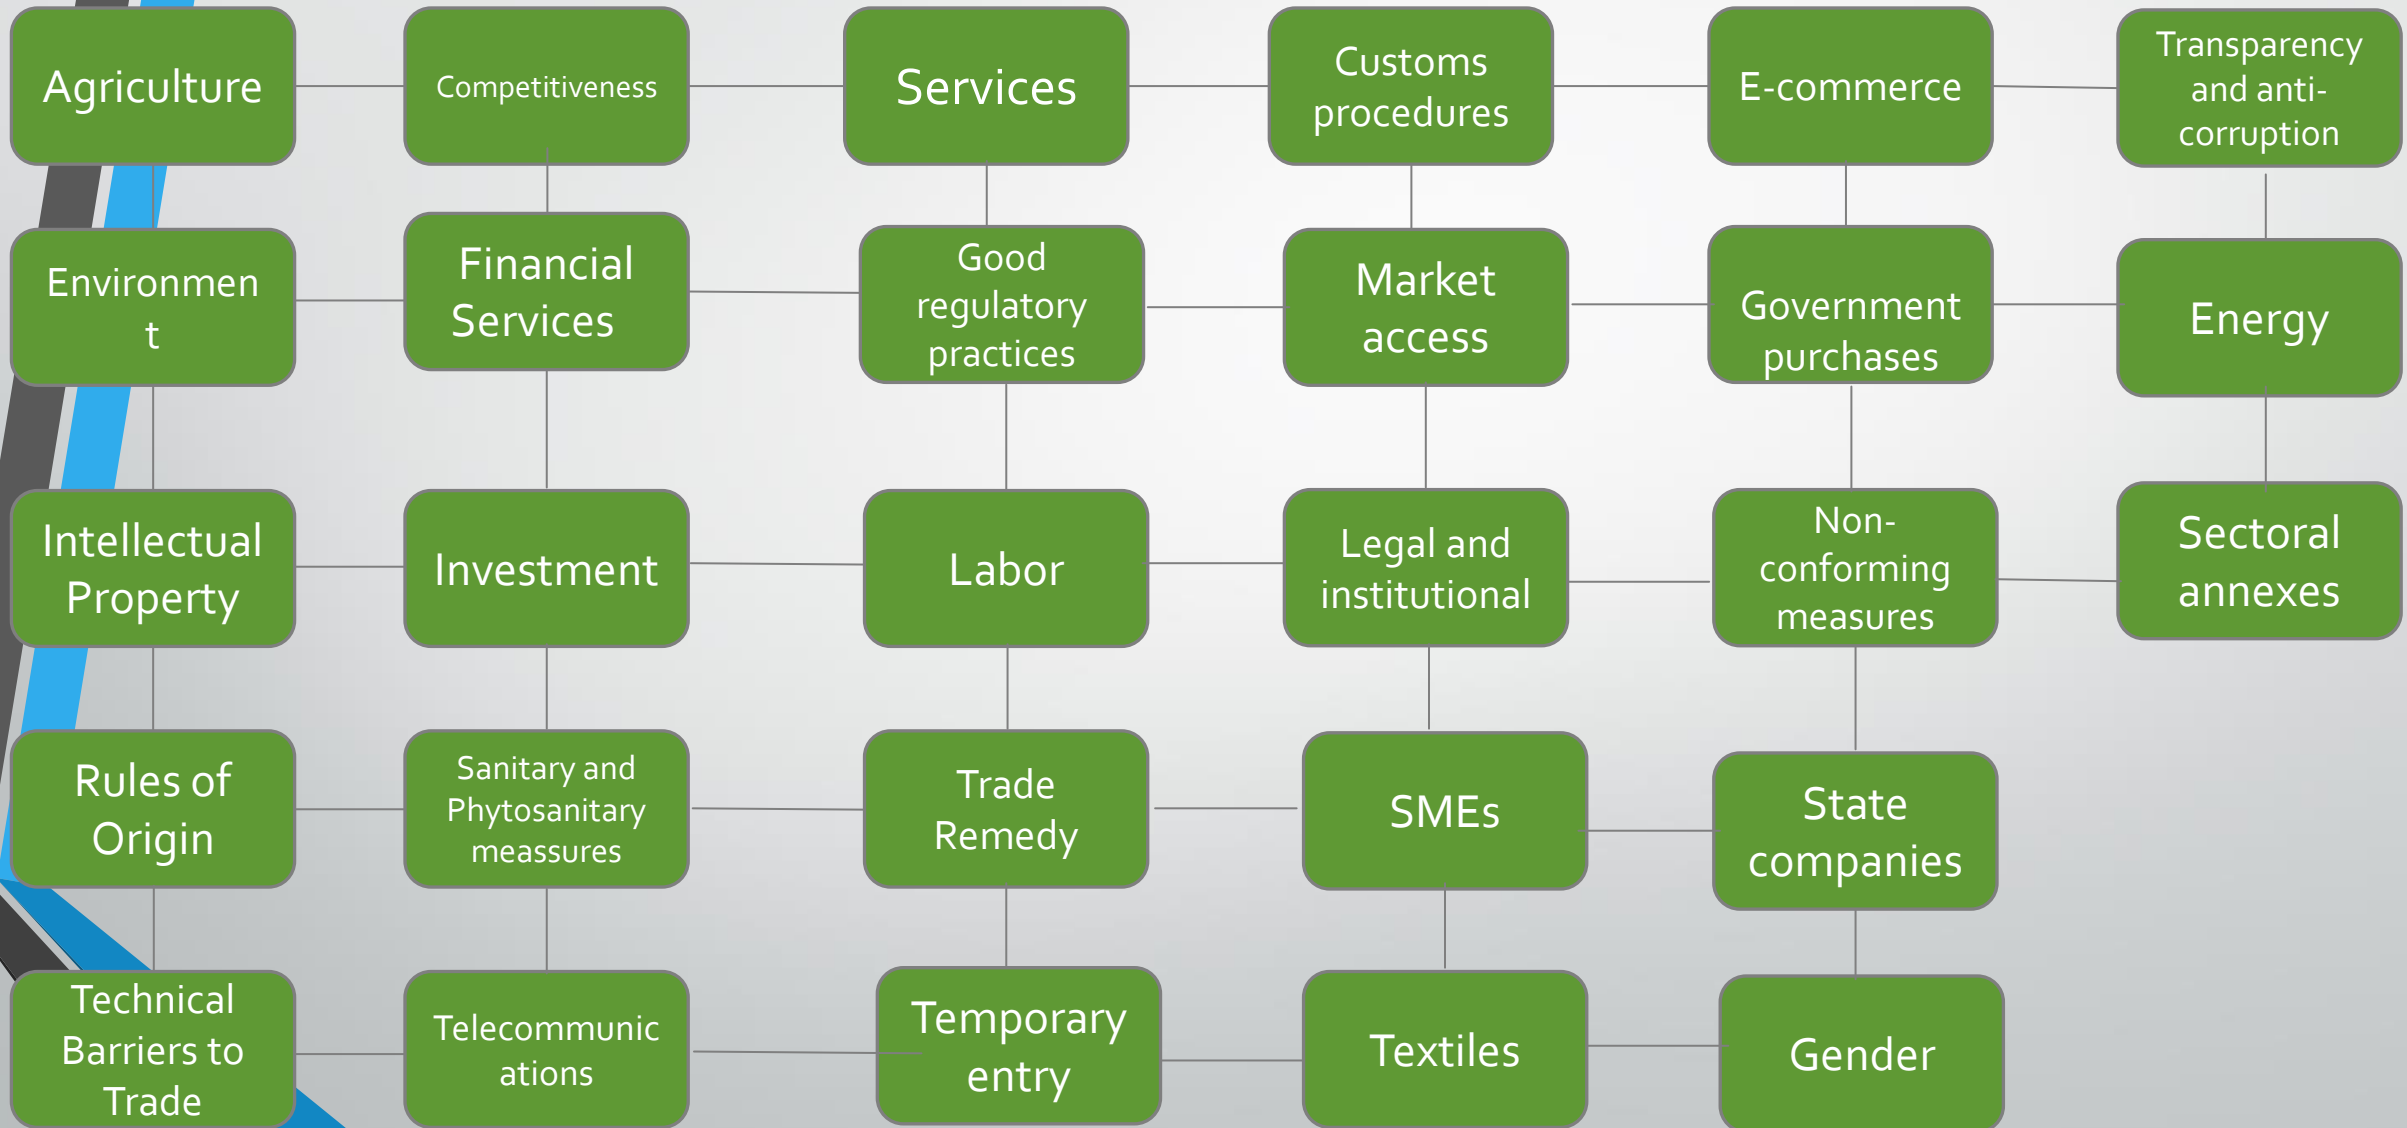 Agriculture
Competitiveness
Services
Customs
procedures
E-commerce
Transparency
and anti-
corruption
Environmen
t
Financial
Services
Good
regulatory
practices
Market
access
Government
purchases
Energy
Intellectual
Property
Investment
Labor
Legal and
institutional
Non-
conforming
measures
Sectoral
annexes
Rules of
Origin
Sanitary and
Phytosanitary
meassures
Trade
Remedy
SMEs
State
companies
Technical
Barriers to
Trade
Telecommunic
ations
Temporary
entry
Textiles
Gender